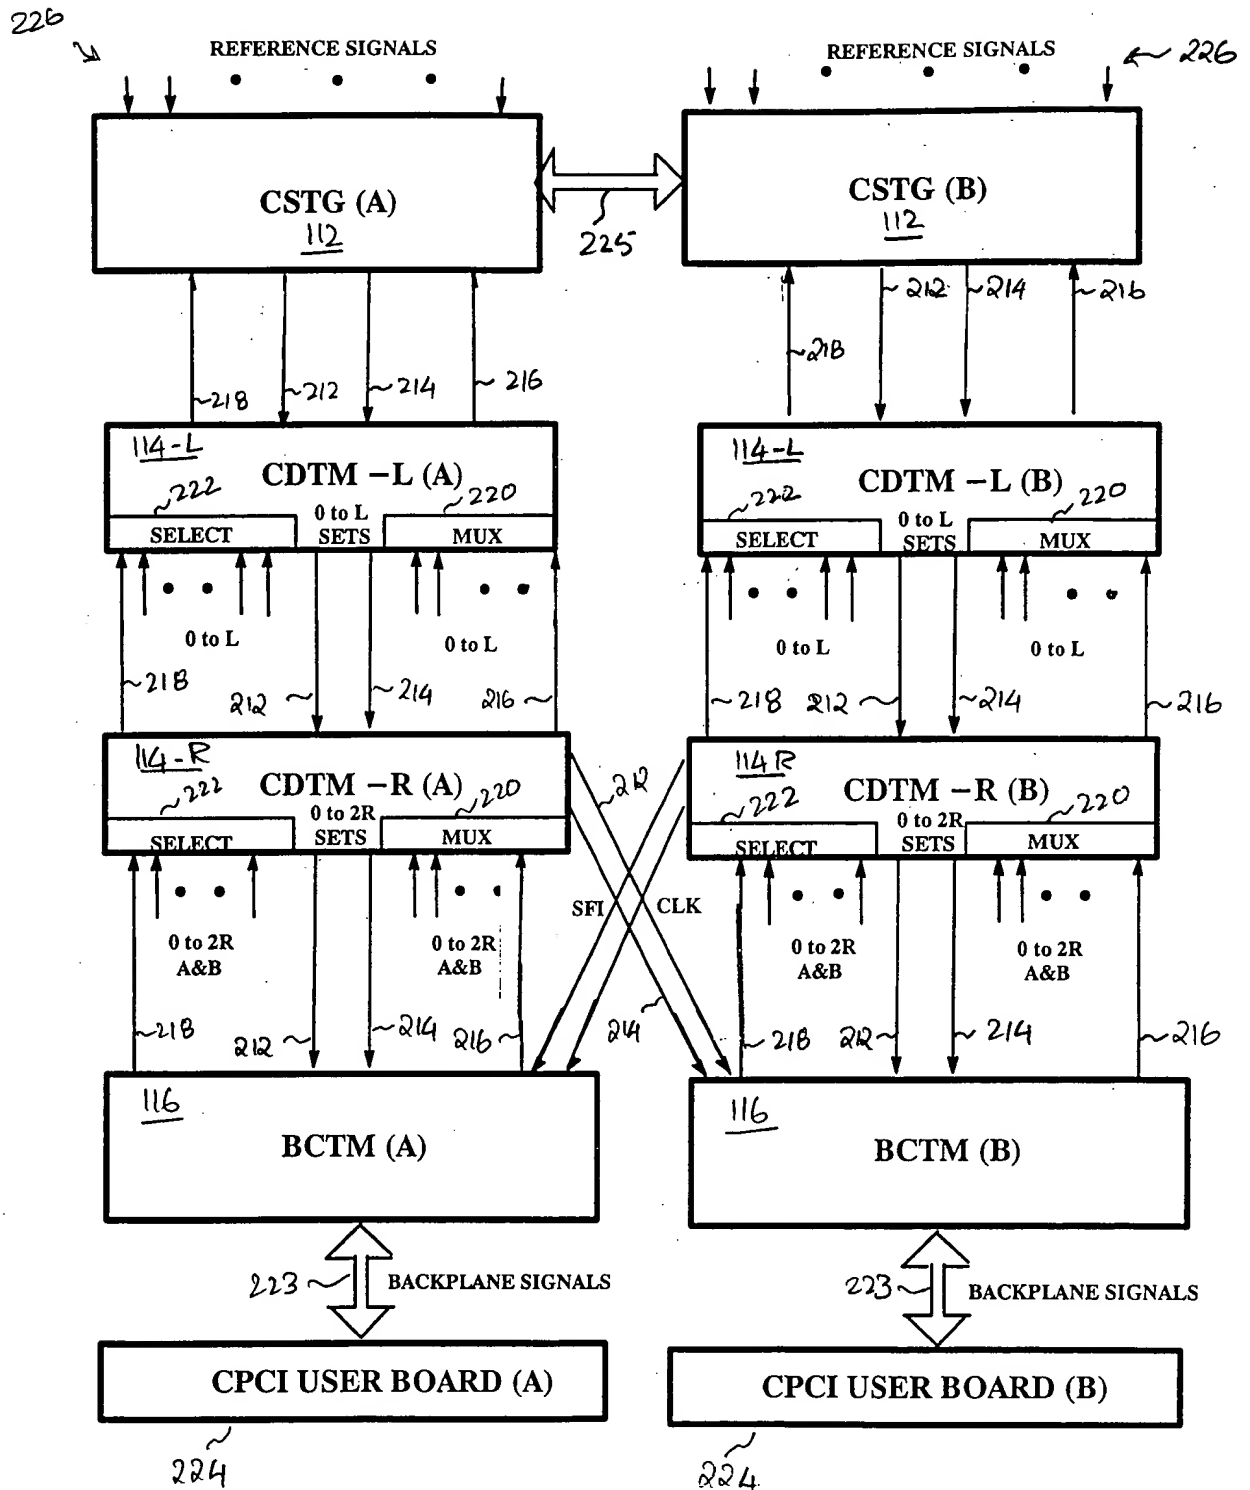 226
REFERENCE SIGNALS
REFERENCE SIGNALS
226
CSTG (A)
112
225
CSTG (B)
112
218
212
214
216
218
212
214
216
114-L
CDTM – L (A)
222
0 to L
220
SELECT
SETS
MUX
114-L
CDTM – L (B)
222
0 to L
220
SELECT
SETS
MUX
0 to L
0 to L
0 to L
0 to L
218
212
214
216
218
212
214
216
114-R
CDTM – R (A)
222
0 to 2R
220
SELECT
SETS
MUX
212
114R
CDTM – R (B)
222
0 to 2R
220
SELECT
SETS
MUX
SFI
CLK
0 to 2R
A&B
0 to 2R
A&B
0 to 2R
A&B
0 to 2R
A&B
218
212
214
216
214
218
212
214
216
116
BCTM (A)
116
BCTM (B)
223
BACKPLANE SIGNALS
223
BACKPLANE SIGNALS
CPCI USER BOARD (A)
CPCI USER BOARD (B)
224
224